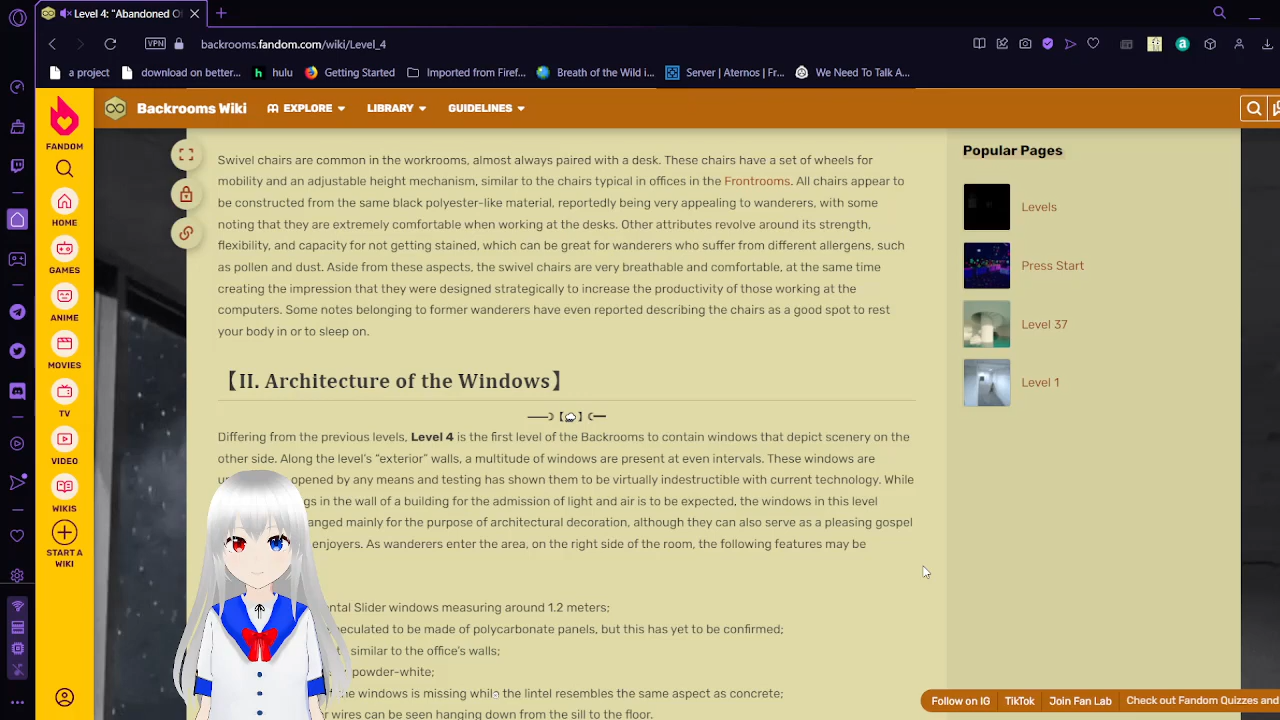 Level 4: "Abandoned O
VPN
backrooms.fandom.com/wiki/Level_4
a project
download on better...
hulu
Getting Started
Imported from Firef...
Breath of the Wild i...
Server | Aternos | Fr...
We Need To Talk A...
FANDOM
HOME
GAMES
ANIME
MOVIES
TV
VIDEO
WIKIS
START A
WIKI
Backrooms Wiki
EXPLORE
LIBRARY
GUIDELINES
Swivel chairs are common in the workrooms, almost always paired with a desk. These chairs have a set of wheels for
mobility and an adjustable height mechanism, similar to the chairs typical in offices in the Frontrooms. All chairs appear to
be constructed from the same black polyester-like material, reportedly being very appealing to wanderers, with some
noting that they are extremely comfortable when working at the desks. Other attributes revolve around its strength,
flexibility, and capacity for not getting stained, which can be great for wanderers who suffer from different allergens, such
as pollen and dust. Aside from these aspects, the swivel chairs are very breathable and comfortable, at the same time
creating the impression that they were designed strategically to increase the productivity of those working at the
computers. Some notes belonging to former wanderers have even reported describing the chairs as a good spot to rest
your body in or to sleep on.
【II. Architecture of the Windows】
Differing from the previous levels, Level 4 is the first level of the Backrooms to contain windows that depict scenery on the
other side. Along the level's "exterior" walls, a multitude of windows are present at even intervals. These windows are
opened by any means and testing has shown them to be virtually indestructible with current technology. While
in the wall of a building for the admission of light and air is to be expected, the windows in this level
mainly for the purpose of architectural decoration, although they can also serve as a pleasing gospel
enjoyers. As wanderers enter the area, on the right side of the room, the following features may be
Slider windows measuring around 1.2 meters;
to be made of polycarbonate panels, but this has yet to be confirmed;
similar to the office's walls;
powder-white;
the windows is missing while the lintel resembles the same aspect as concrete;
wires can be seen hanging down from the sill to the floor.
Popular Pages
Levels
Press Start
Level 37
Level 1
Follow on IG
TikTok
Join Fan Lab
Check out Fandom Quizzes and